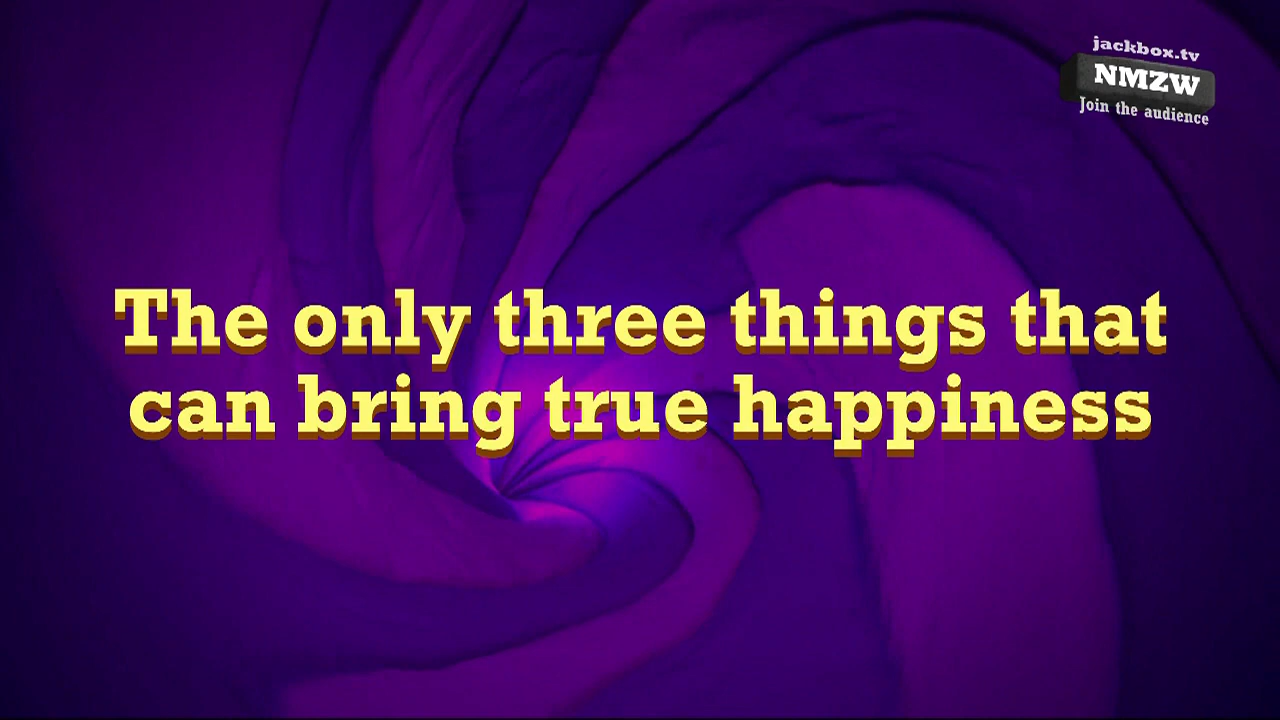 jackbox.tv
NMZW
Join the audience
The only three things that
can bring true happiness